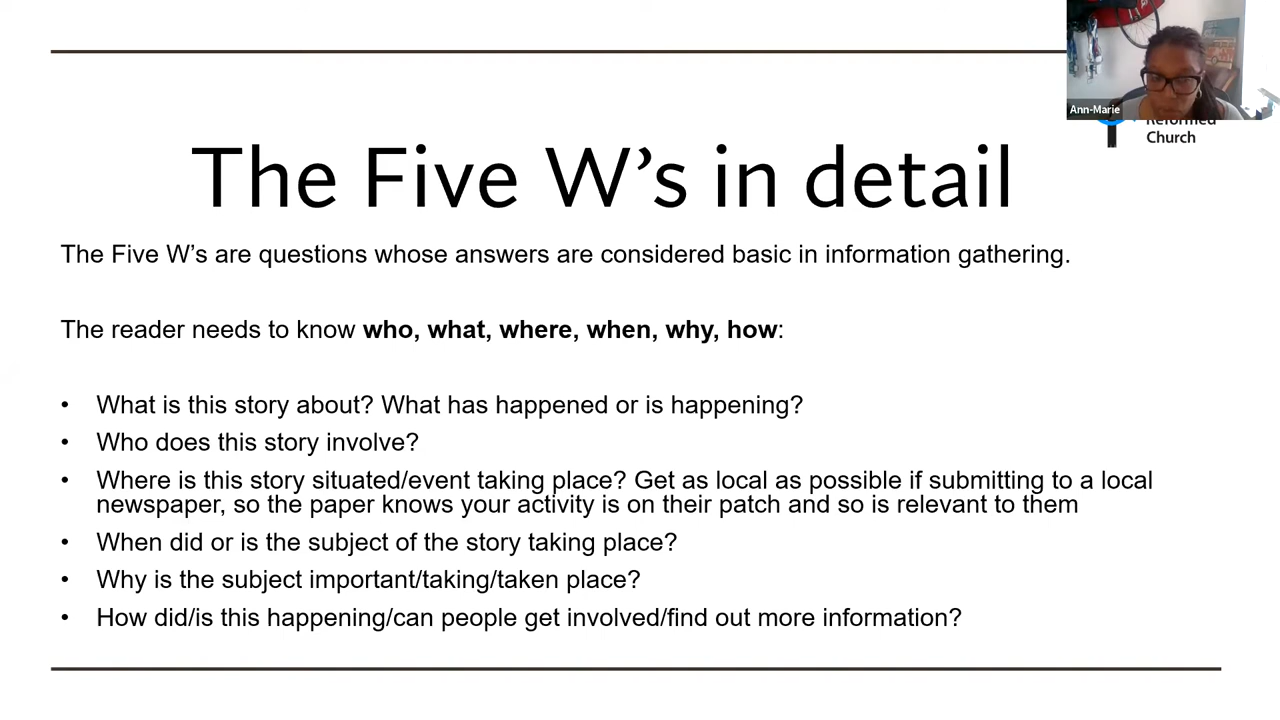 Ann-Marie
Reformed
Church
The Five W’s in detail
The Five W’s are questions whose answers are considered basic in information gathering.
The reader needs to know who, what, where, when, why, how:
• What is this story about? What has happened or is happening?
• Who does this story involve?
• Where is this story situated/event taking place? Get as local as possible if submitting to a local
newspaper, so the paper knows your activity is on their patch and so is relevant to them
• When did or is the subject of the story taking place?
• Why is the subject important/taking/taken place?
• How did/is this happening/can people get involved/find out more information?